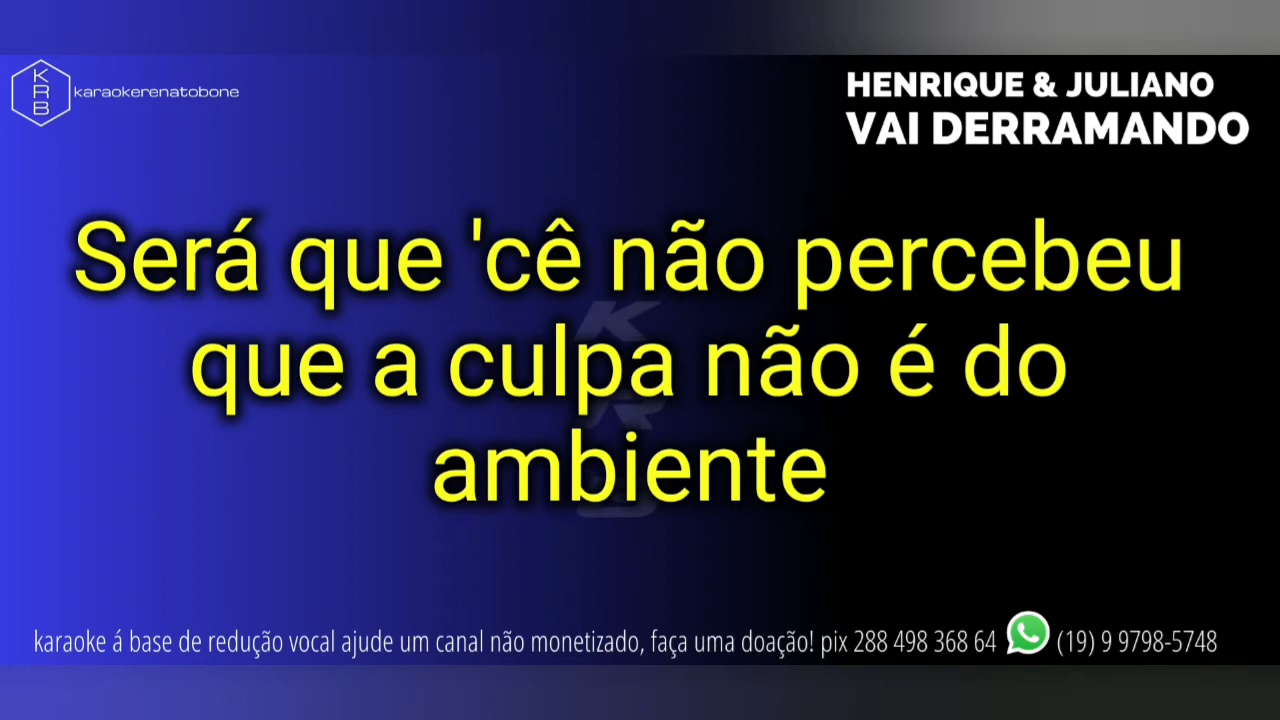 KRB
karaokerenatobone
HENRIQUE & JULIANO
VAI DERRAMANDO
Será que 'cê não percebeu
que a culpa não é do
ambiente
KRB
karaoke á base de redução vocal ajude um canal não monetizado, faça uma doação! pix 288 498 368 64 (19) 9 9798-5748